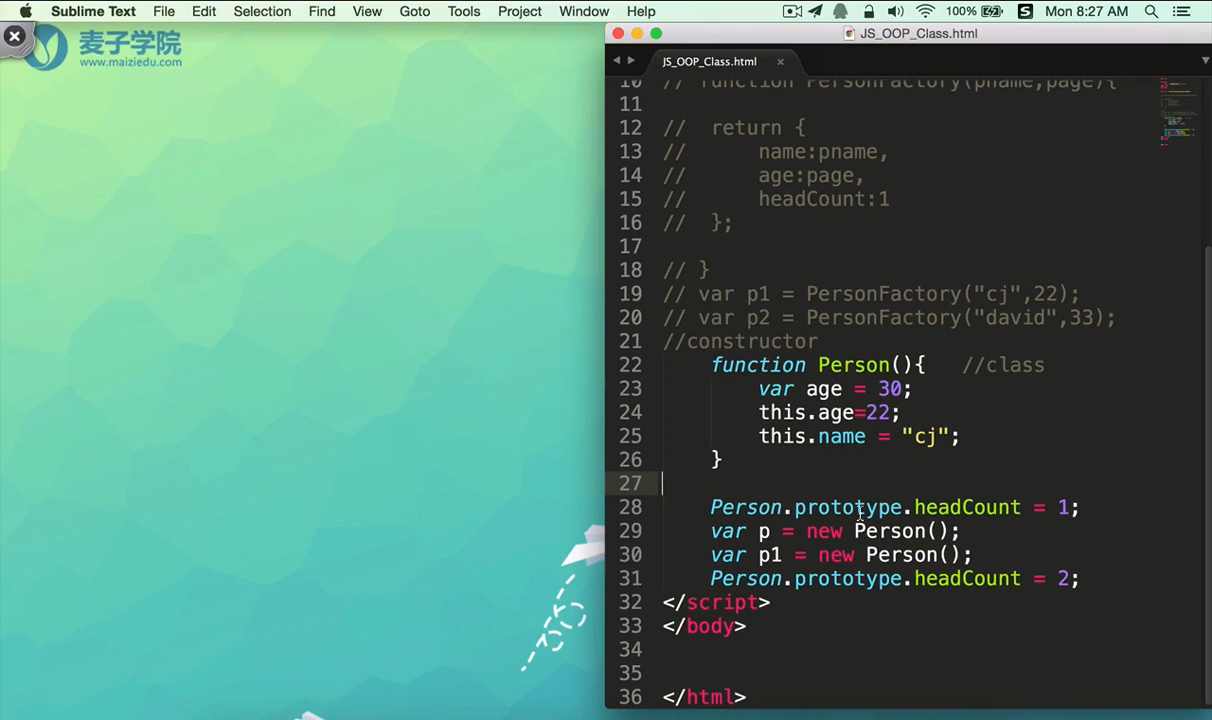 Sublime Text File Edit Selection Find View Goto Tools Project Window Help 100% S Mon 8:27 AM
麦子学院
www.maiziedu.com
JS_OOP_Class.html
JS_OOP_Class.html
10 // function PersonFactory(pname,page){
11
12 // return {
13 // name:pname,
14 // age:page,
15 // headCount:1
16 // };
17
18 // }
19 // var p1 = PersonFactory("cj",22);
20 // var p2 = PersonFactory("david",33);
21 //constructor
22 function Person(){ //class
23 var age = 30;
24 this.age=22;
25 this.name = "cj";
26 }
27
28 Person.prototype.headCount = 1;
29 var p = new Person();
30 var p1 = new Person();
31 Person.prototype.headCount = 2;
32 </script>
33 </body>
34
35
36 </html>